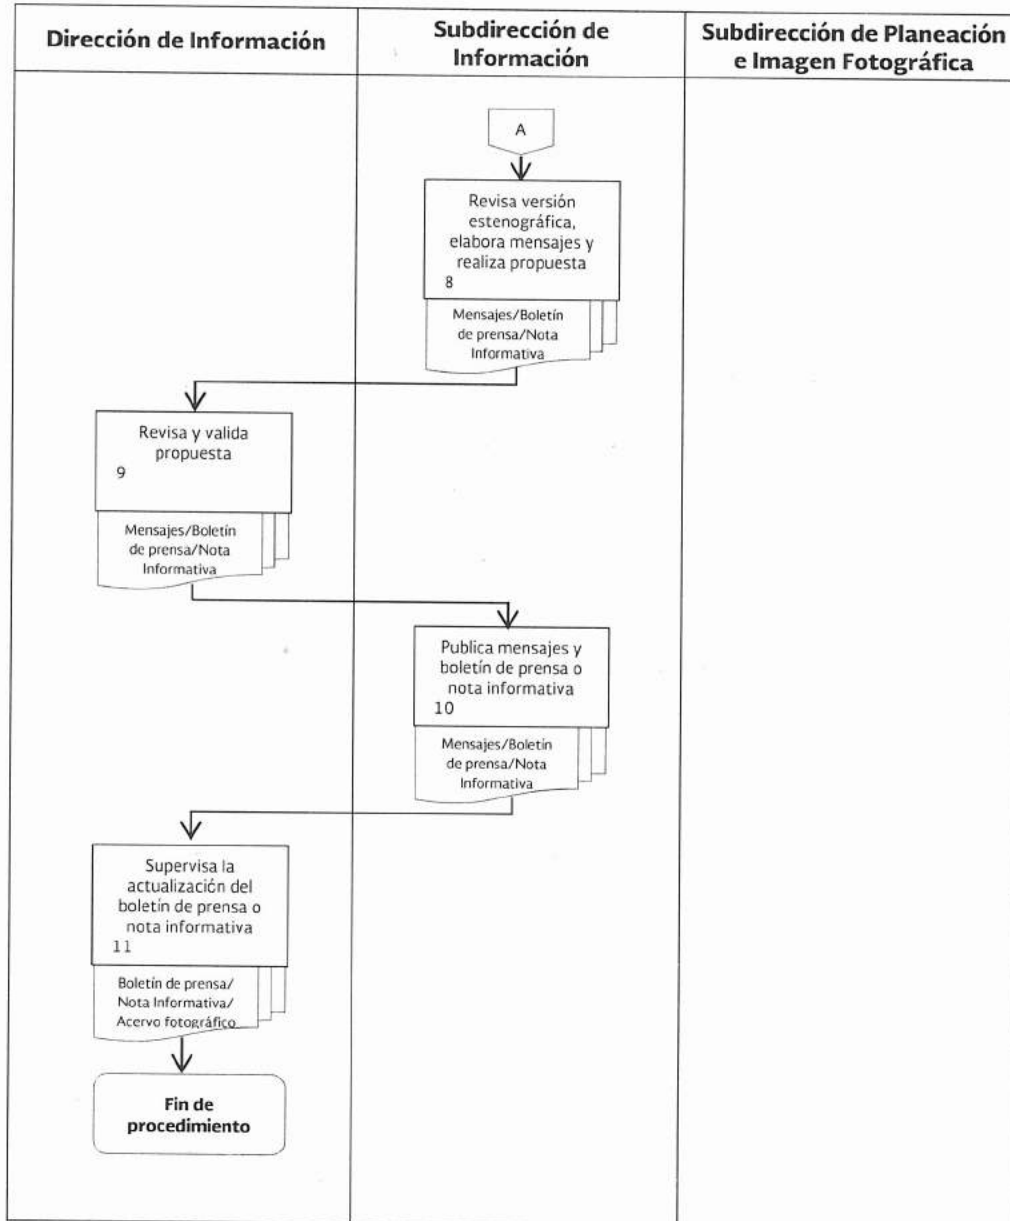 Dirección de Información
Subdirección de
Información
Subdirección de Planeación
e Imagen Fotográfica
A
Revisa versión
estenográfica,
elabora mensajes y
realiza propuesta
8
Mensajes/Boletín
de prensa/Nota
Informativa
Revisa y valida
propuesta
9
Mensajes/Boletín
de prensa/Nota
Informativa
Publica mensajes y
boletín de prensa o
nota informativa
10
Mensajes/Boletín
de prensa/Nota
Informativa
Supervisa la
actualización del
boletín de prensa o
nota informativa
11
Boletín de prensa/
Nota Informativa/
Acervo fotográfico
Fin de
procedimiento